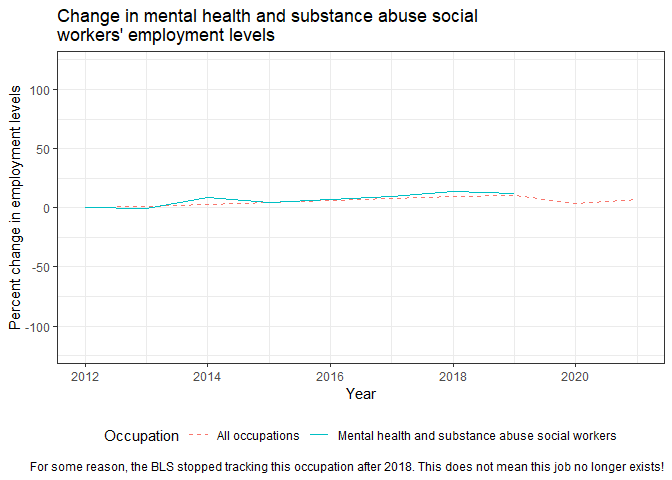 Change in mental health and substance abuse social
workers' employment levels
Percent change in employment levels
100
50
0
-50
-100
2012 2014 2016 2018 2020
Year
Occupation All occupations Mental health and substance abuse social workers
For some reason, the BLS stopped tracking this occupation after 2018. This does not mean this job no longer exists!